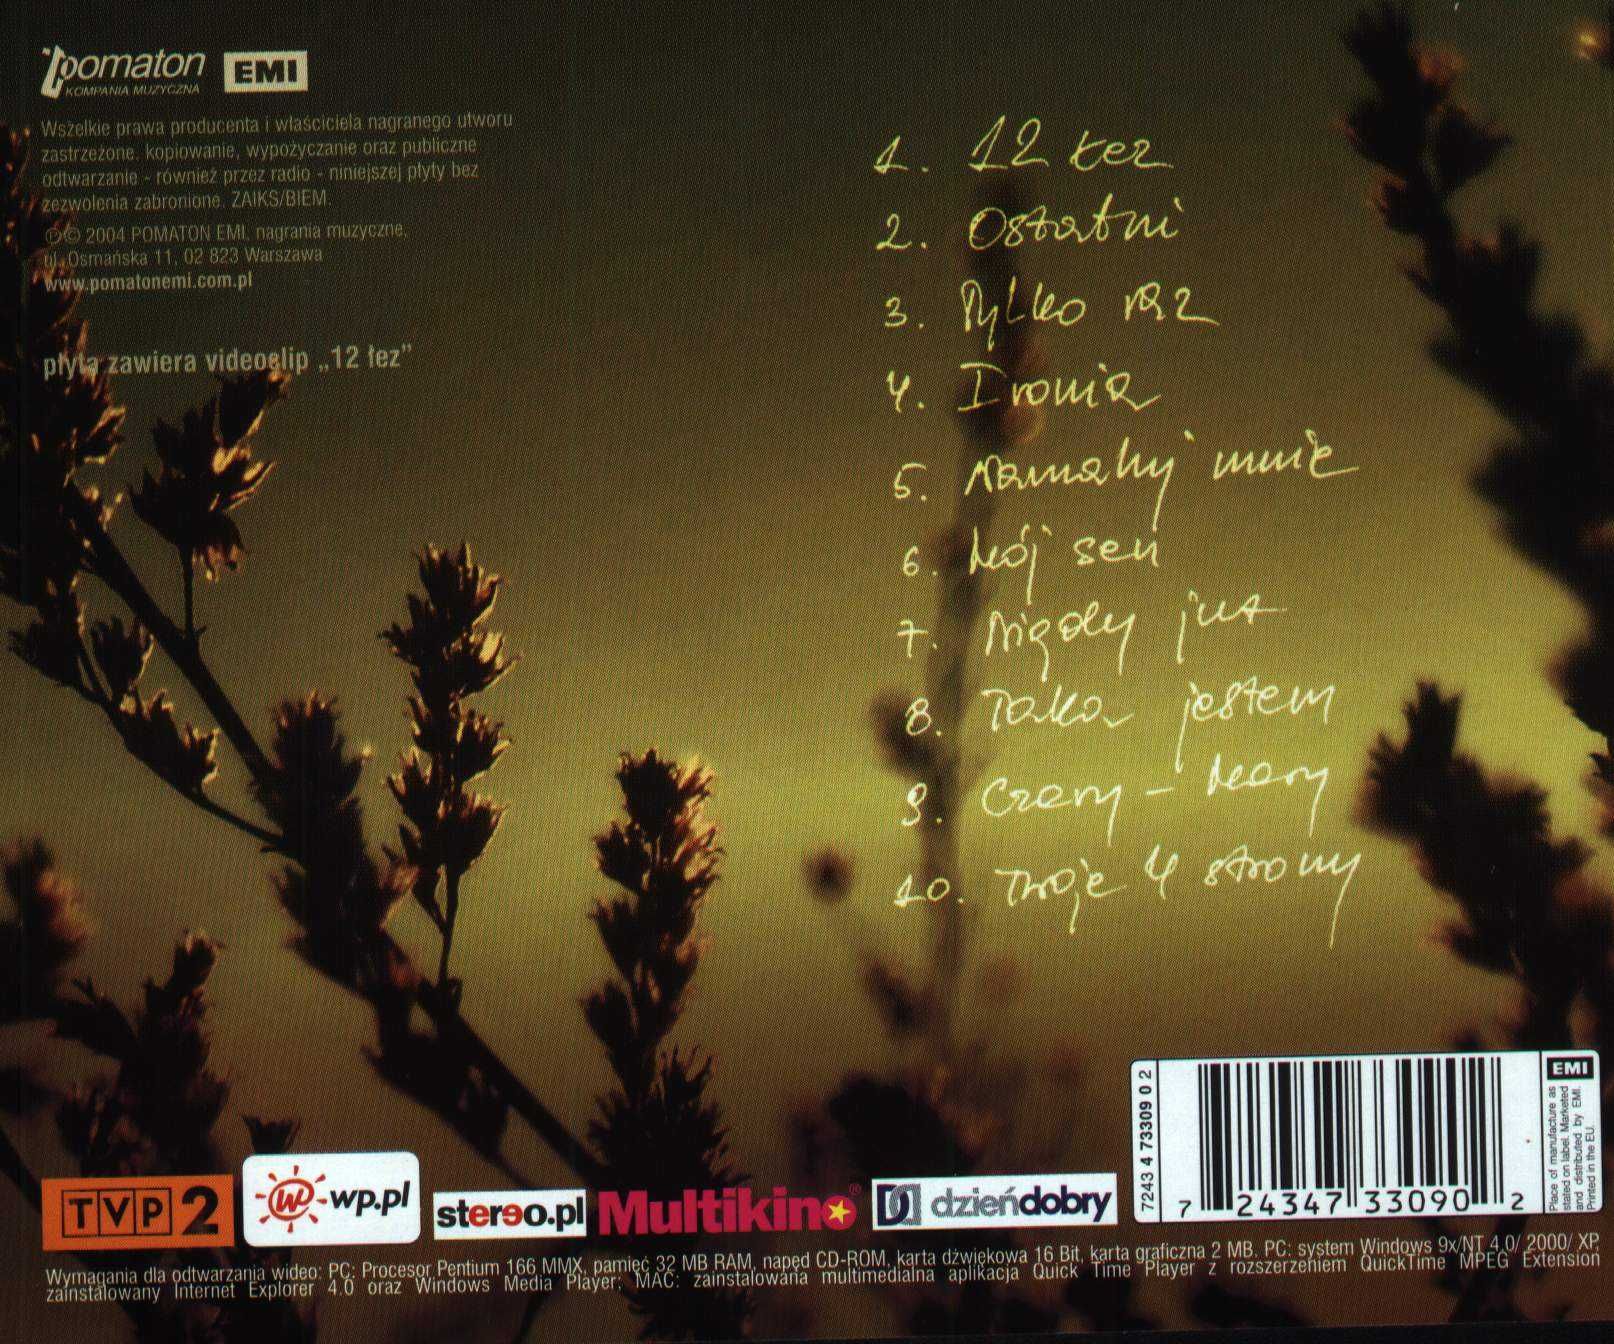 pomaton
KOMPANIA MUZYCZNA
EMI
Wszelkie prawa producenta i właściciela nagranego utworu
zastrzeżone. kopiowanie, wypożyczanie oraz publiczne
odtwarzanie - również przez radio - niniejszej płyty bez
zezwolenia zabronione. ZAIKS/BIEM.
℗© 2004 POMATON EMI, nagrania muzyczne,
ul. Osmańska 11, 02 823 Warszawa
www.pomatonemi.com.pl
płyta zawiera videoclip „12 łez”
1. 12 łez
2. Ostatni
3. Tylko raz
4. Ironia
5. Namaluj mnie
6. Mój sen
7. Nigdy już
8. Taka jestem
9. Czary - Mary
10. Twoje 4 strony
7243 4 73309 0 2
7 24347 33090 2
EMI
Place of manufacture as
stated on label. Marketed
and distributed by EMI.
Printed in the EU.
TVP 2
wp.pl
stereo.pl
Multikino®
dzieńdobry
Wymagania dla odtwarzania wideo: PC: Procesor Pentium 166 MMX, pamięć 32 MB RAM, napęd CD-ROM, karta dźwiękowa 16 Bit, karta graficzna 2 MB. PC: system Windows 9x/NT 4.0/ 2000/ XP,
zainstalowany Internet Explorer 4.0 oraz Windows Media Player; MAC: zainstalowana multimedialna aplikacja Quick Time Player z rozszerzeniem QuickTime MPEG Extension